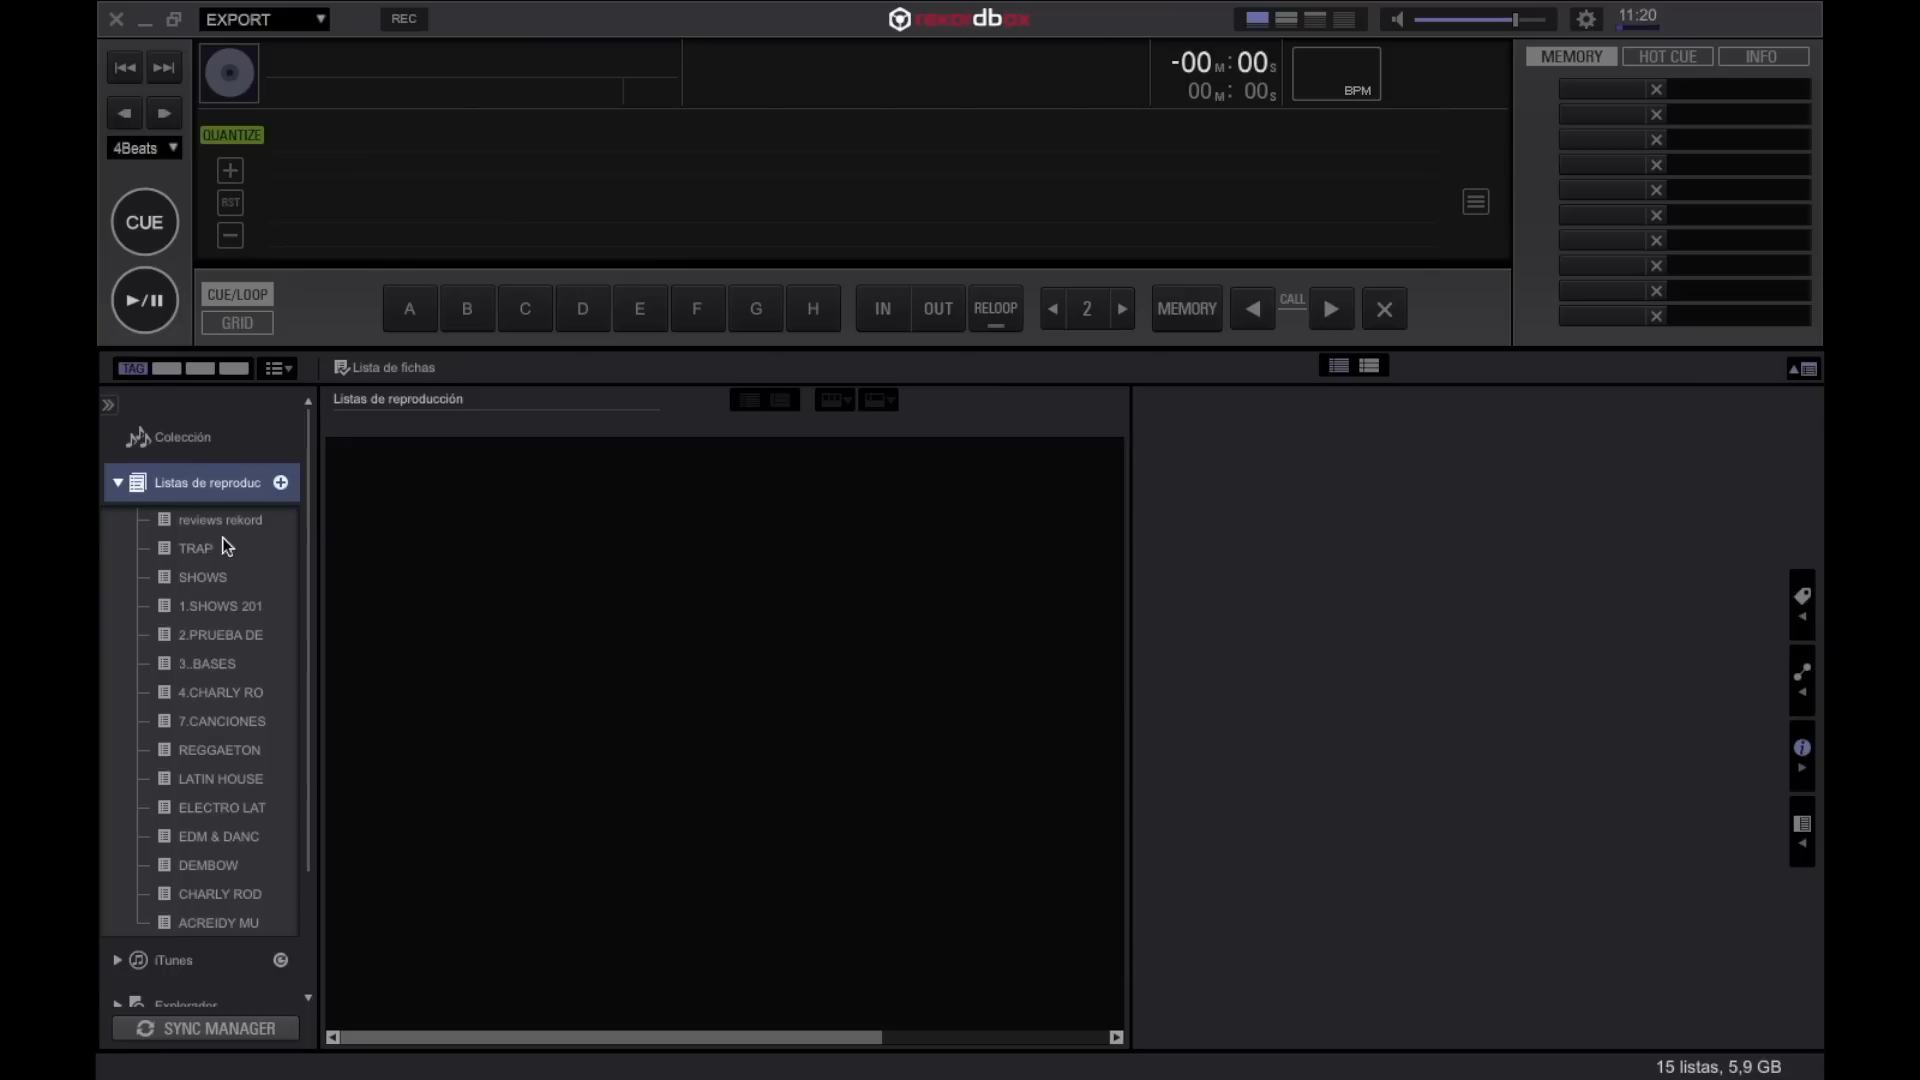 EXPORT
REC
rekordbox
11:20
-00M:00S
00M:00S
BPM
MEMORY
HOT CUE
INFO
QUANTIZE
4Beats
RST
CUE
CUE/LOOP
GRID
A
B
C
D
E
F
G
H
IN
OUT
RELOOP
2
MEMORY
CALL
TAG
Lista de fichas
Listas de reproducción
Colección
Listas de reproduc
reviews rekord
TRAP
SHOWS
1.SHOWS 201
2.PRUEBA DE
3..BASES
4.CHARLY RO
7.CANCIONES
REGGAETON
LATIN HOUSE
ELECTRO LAT
EDM & DANC
DEMBOW
CHARLY ROD
ACREIDY MU
iTunes
Explorador
SYNC MANAGER
15 listas, 5,9 GB